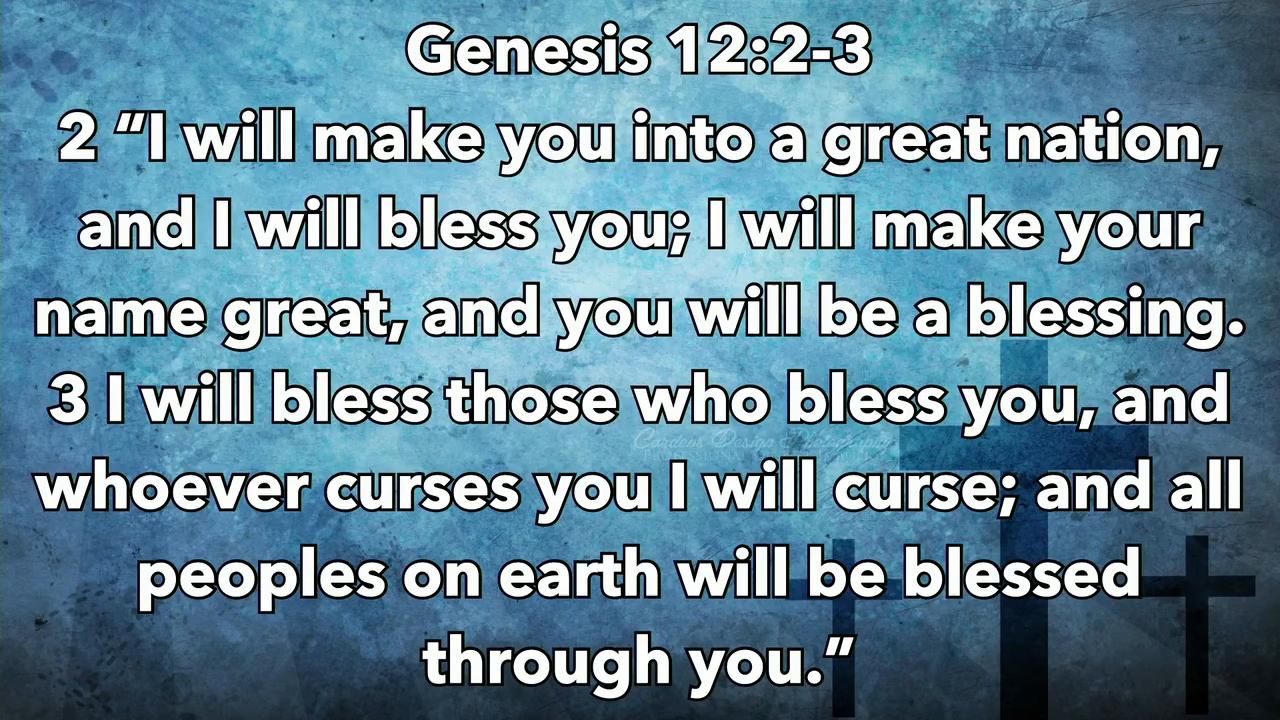 Genesis 12:2-3
2 “I will make you into a great nation,
and I will bless you; I will make your
name great, and you will be a blessing.
3 I will bless those who bless you, and
whoever curses you I will curse; and all
peoples on earth will be blessed
through you.”